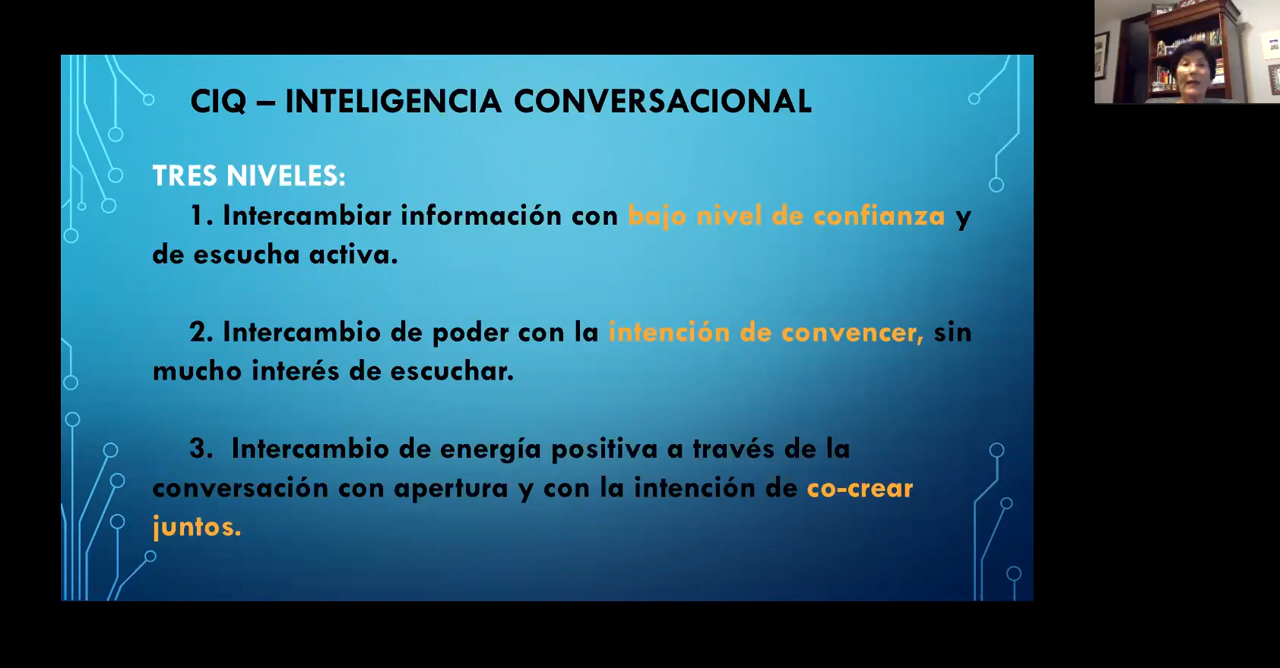 CIQ – INTELIGENCIA CONVERSACIONAL
TRES NIVELES:
1. Intercambiar información con bajo nivel de confianza y
de escucha activa.
2. Intercambio de poder con la intención de convencer, sin
mucho interés de escuchar.
3. Intercambio de energía positiva a través de la
conversación con apertura y con la intención de co-crear
juntos.